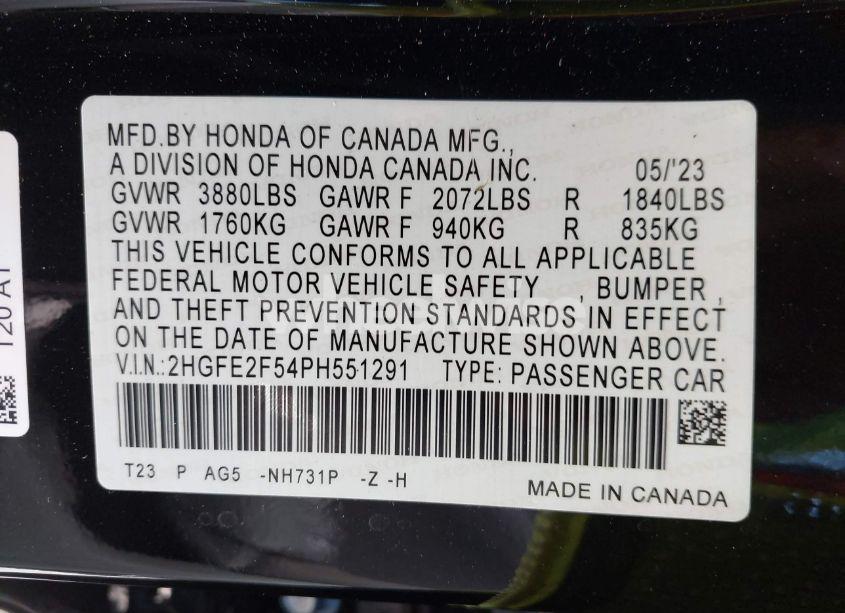 MFD.BY HONDA OF CANADA MFG.,
A DIVISION OF HONDA CANADA INC. 05/'23
GVWR 3880LBS GAWR F 2072LBS R 1840LBS
GVWR 1760KG GAWR F 940KG R 835KG
THIS VEHICLE CONFORMS TO ALL APPLICABLE
FEDERAL MOTOR VEHICLE SAFETY , BUMPER ,
AND THEFT PREVENTION STANDARDS IN EFFECT
ON THE DATE OF MANUFACTURE SHOWN ABOVE.
V.I.N.:2HGFE2F54PH551291 TYPE: PASSENGER CAR
T23 P AG5 -NH731P -Z -H
MADE IN CANADA